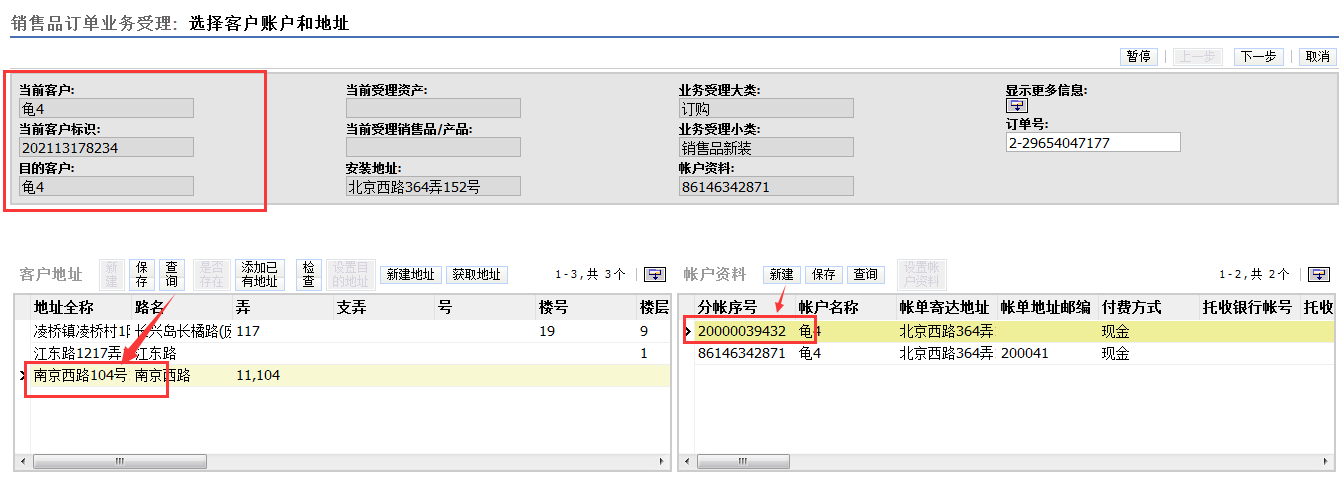 销售品订单业务受理: 选择客户账户和地址
暂停 上一步 下一步 取消
当前客户: 当前受理资产: 业务受理大类: 显示更多信息:
龟4 订购
当前客户标识: 当前受理销售品/产品: 业务受理小类: 订单号:
202113178234 销售品新装 2-29654047177
目的客户: 安装地址: 帐户资料:
龟4 北京西路364弄152号 86146342871
客户地址 新建 保存 查询 是否存在 添加已有地址 检查 设置目的地址 新建地址 获取地址 1-3,共 3个
帐户资料 新建 保存 查询 设置帐户资料 1-2,共 2个
地址全称 路名 弄 支弄 号 楼号 楼层
凌桥镇凌桥村1 长兴岛长橘路( 117 19 9
江东路1217弄 江东路 1
南京西路104号 南京西路 11,104
分帐序号 帐户名称 帐单寄达地址 帐单地址邮编 付费方式 托收银行帐号 托收
20000039432 龟4 北京西路364弄 现金
86146342871 龟4 北京西路364弄 200041 现金